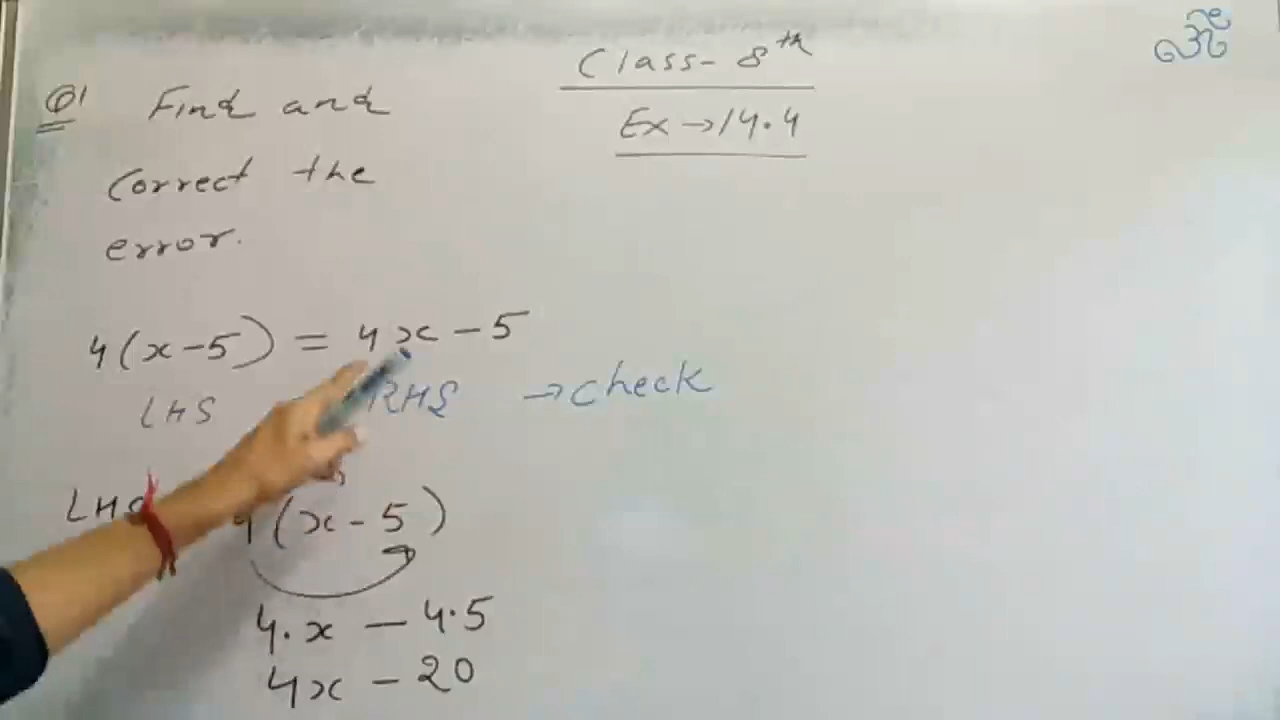 ॐ
Class- 8th
Ex → 14.4
Q1 Find and
Correct the
error.
4(x-5) = 4x - 5
LHS RHS → check
LHS (x - 5)
4.x - 4.5
4x - 20